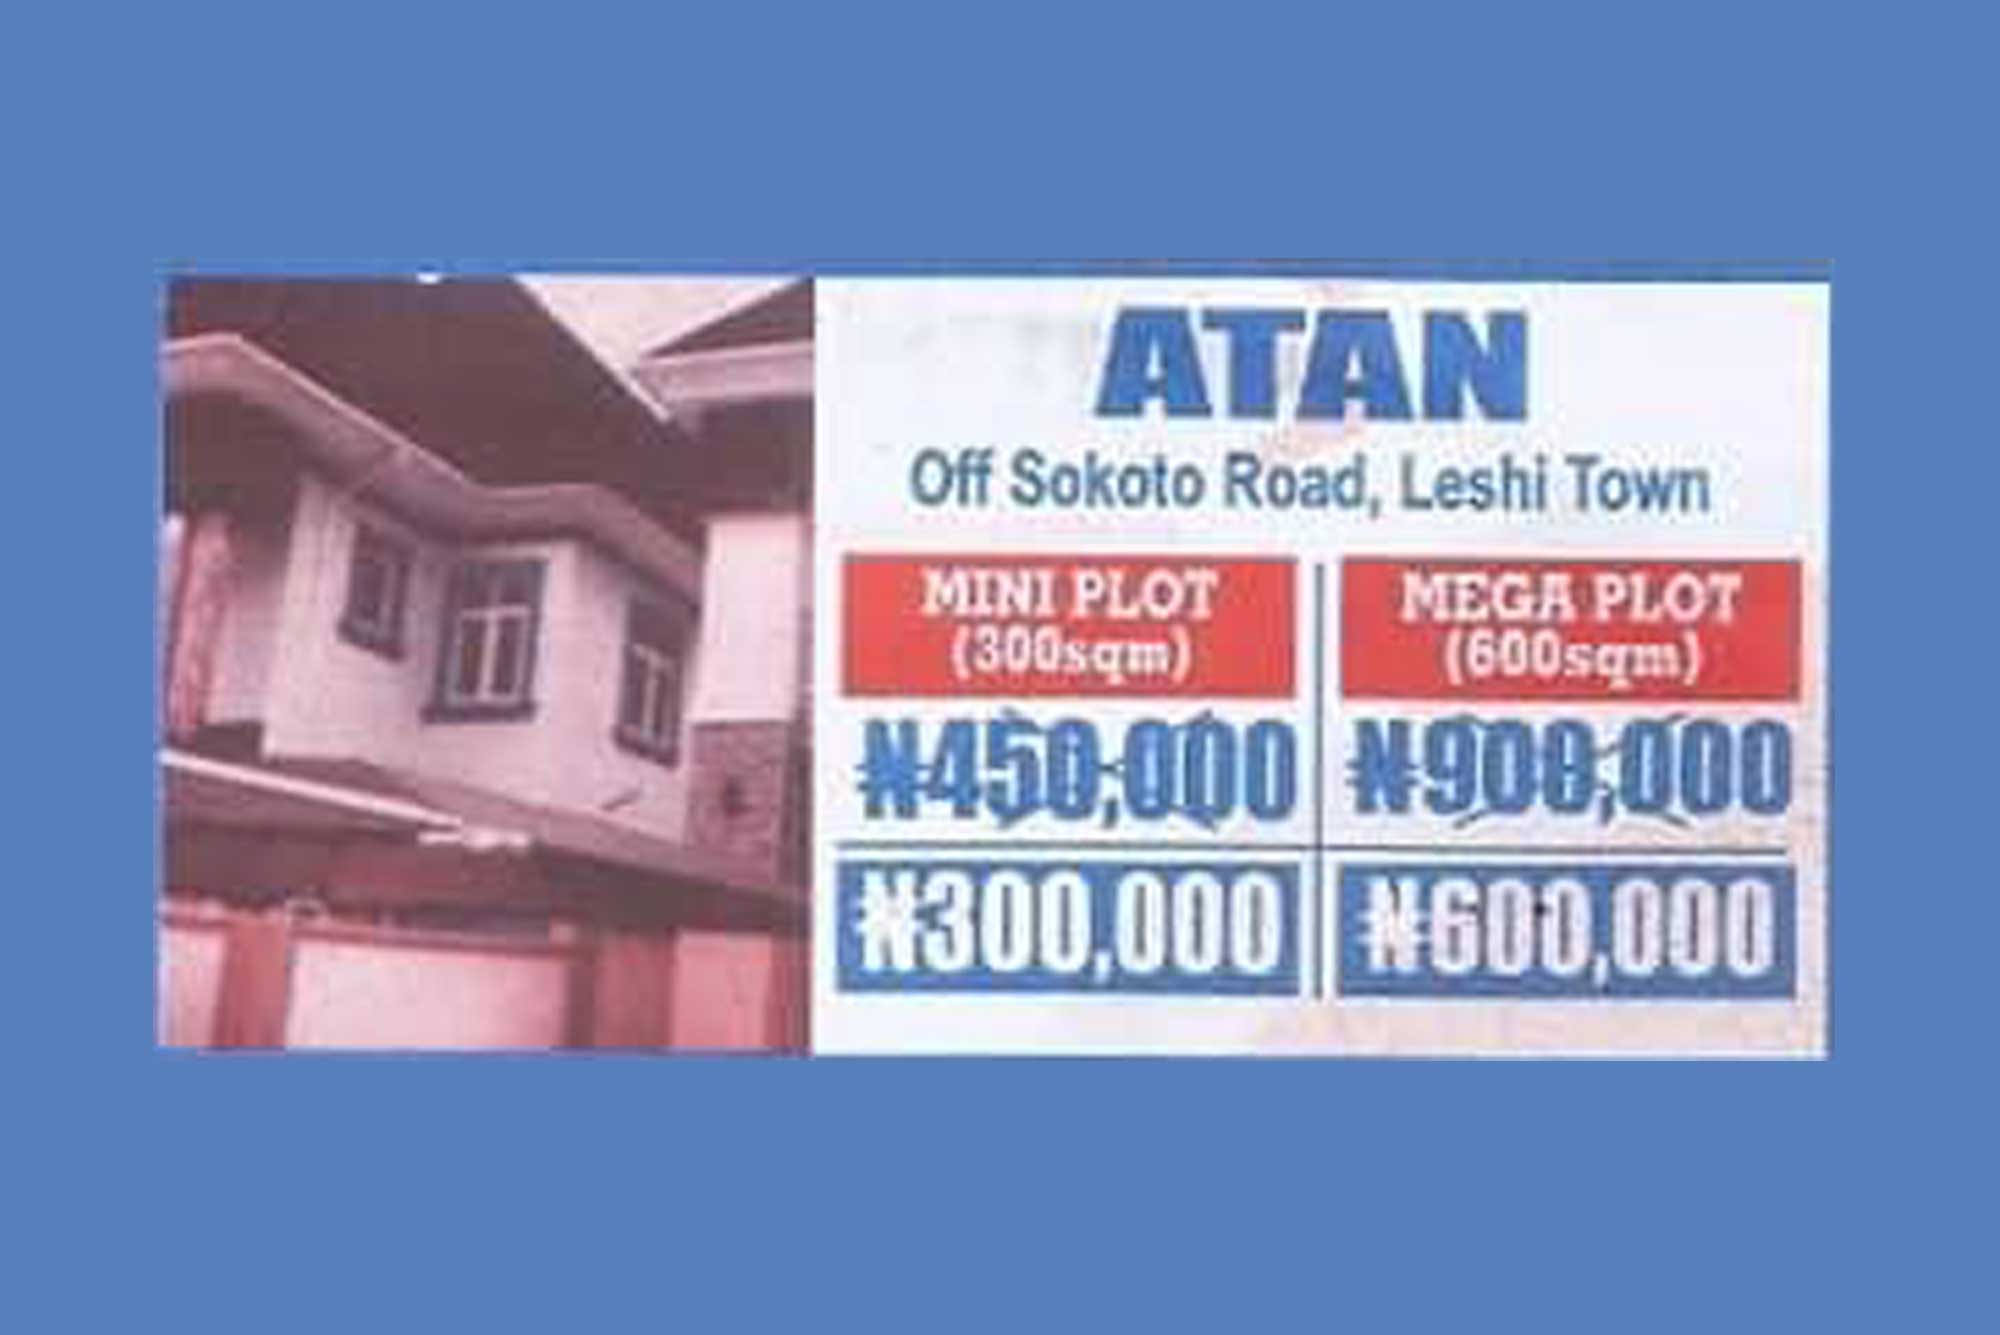 ATAN
Off Sokoto Road, Leshi Town
MINI PLOT
(300sqm)
MEGA PLOT
(600sqm)
₦450,000
₦900,000
₦300,000
₦600,000